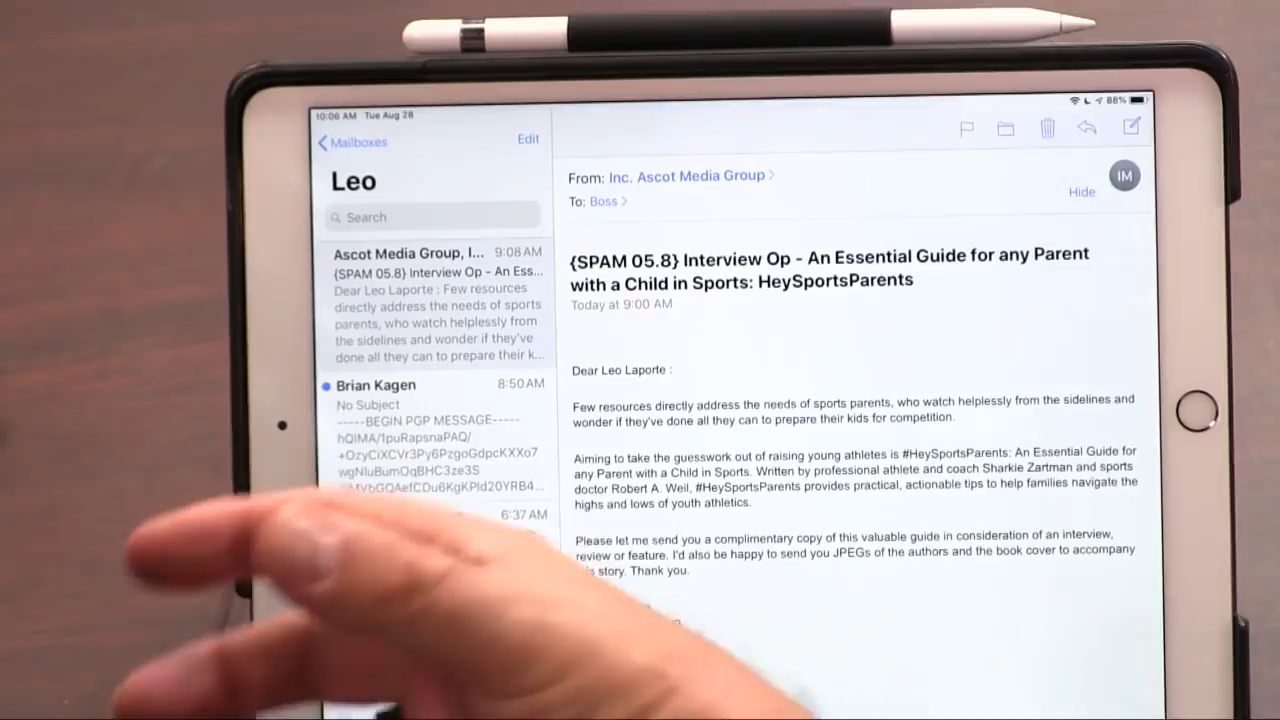 10:06 AM Tue Aug 28
88%
Mailboxes
Edit
Leo
Search
Ascot Media Group, I... 9:08 AM
{SPAM 05.8} Interview Op - An Ess...
Dear Leo Laporte : Few resources
directly address the needs of sports
parents, who watch helplessly from
the sidelines and wonder if they've
done all they can to prepare their k...
Brian Kagen 8:50 AM
No Subject
-----BEGIN PGP MESSAGE-----
hQIMA/1puRapsnaPAQ/
+OzyCiXCVr3Py6PzgoGdpcKXXo7
wgNluBumOqBHC3ze3S
6:37 AM
From: Inc. Ascot Media Group
To: Boss
IM
Hide
{SPAM 05.8} Interview Op - An Essential Guide for any Parent
with a Child in Sports: HeySportsParents
Today at 9:00 AM
Dear Leo Laporte :
Few resources directly address the needs of sports parents, who watch helplessly from the sidelines and
wonder if they've done all they can to prepare their kids for competition.
Aiming to take the guesswork out of raising young athletes is #HeySportsParents: An Essential Guide for
any Parent with a Child in Sports. Written by professional athlete and coach Sharkie Zartman and sports
doctor Robert A. Weil, #HeySportsParents provides practical, actionable tips to help families navigate the
highs and lows of youth athletics.
Please let me send you a complimentary copy of this valuable guide in consideration of an interview,
review or feature. I'd also be happy to send you JPEGs of the authors and the book cover to accompany
story. Thank you.